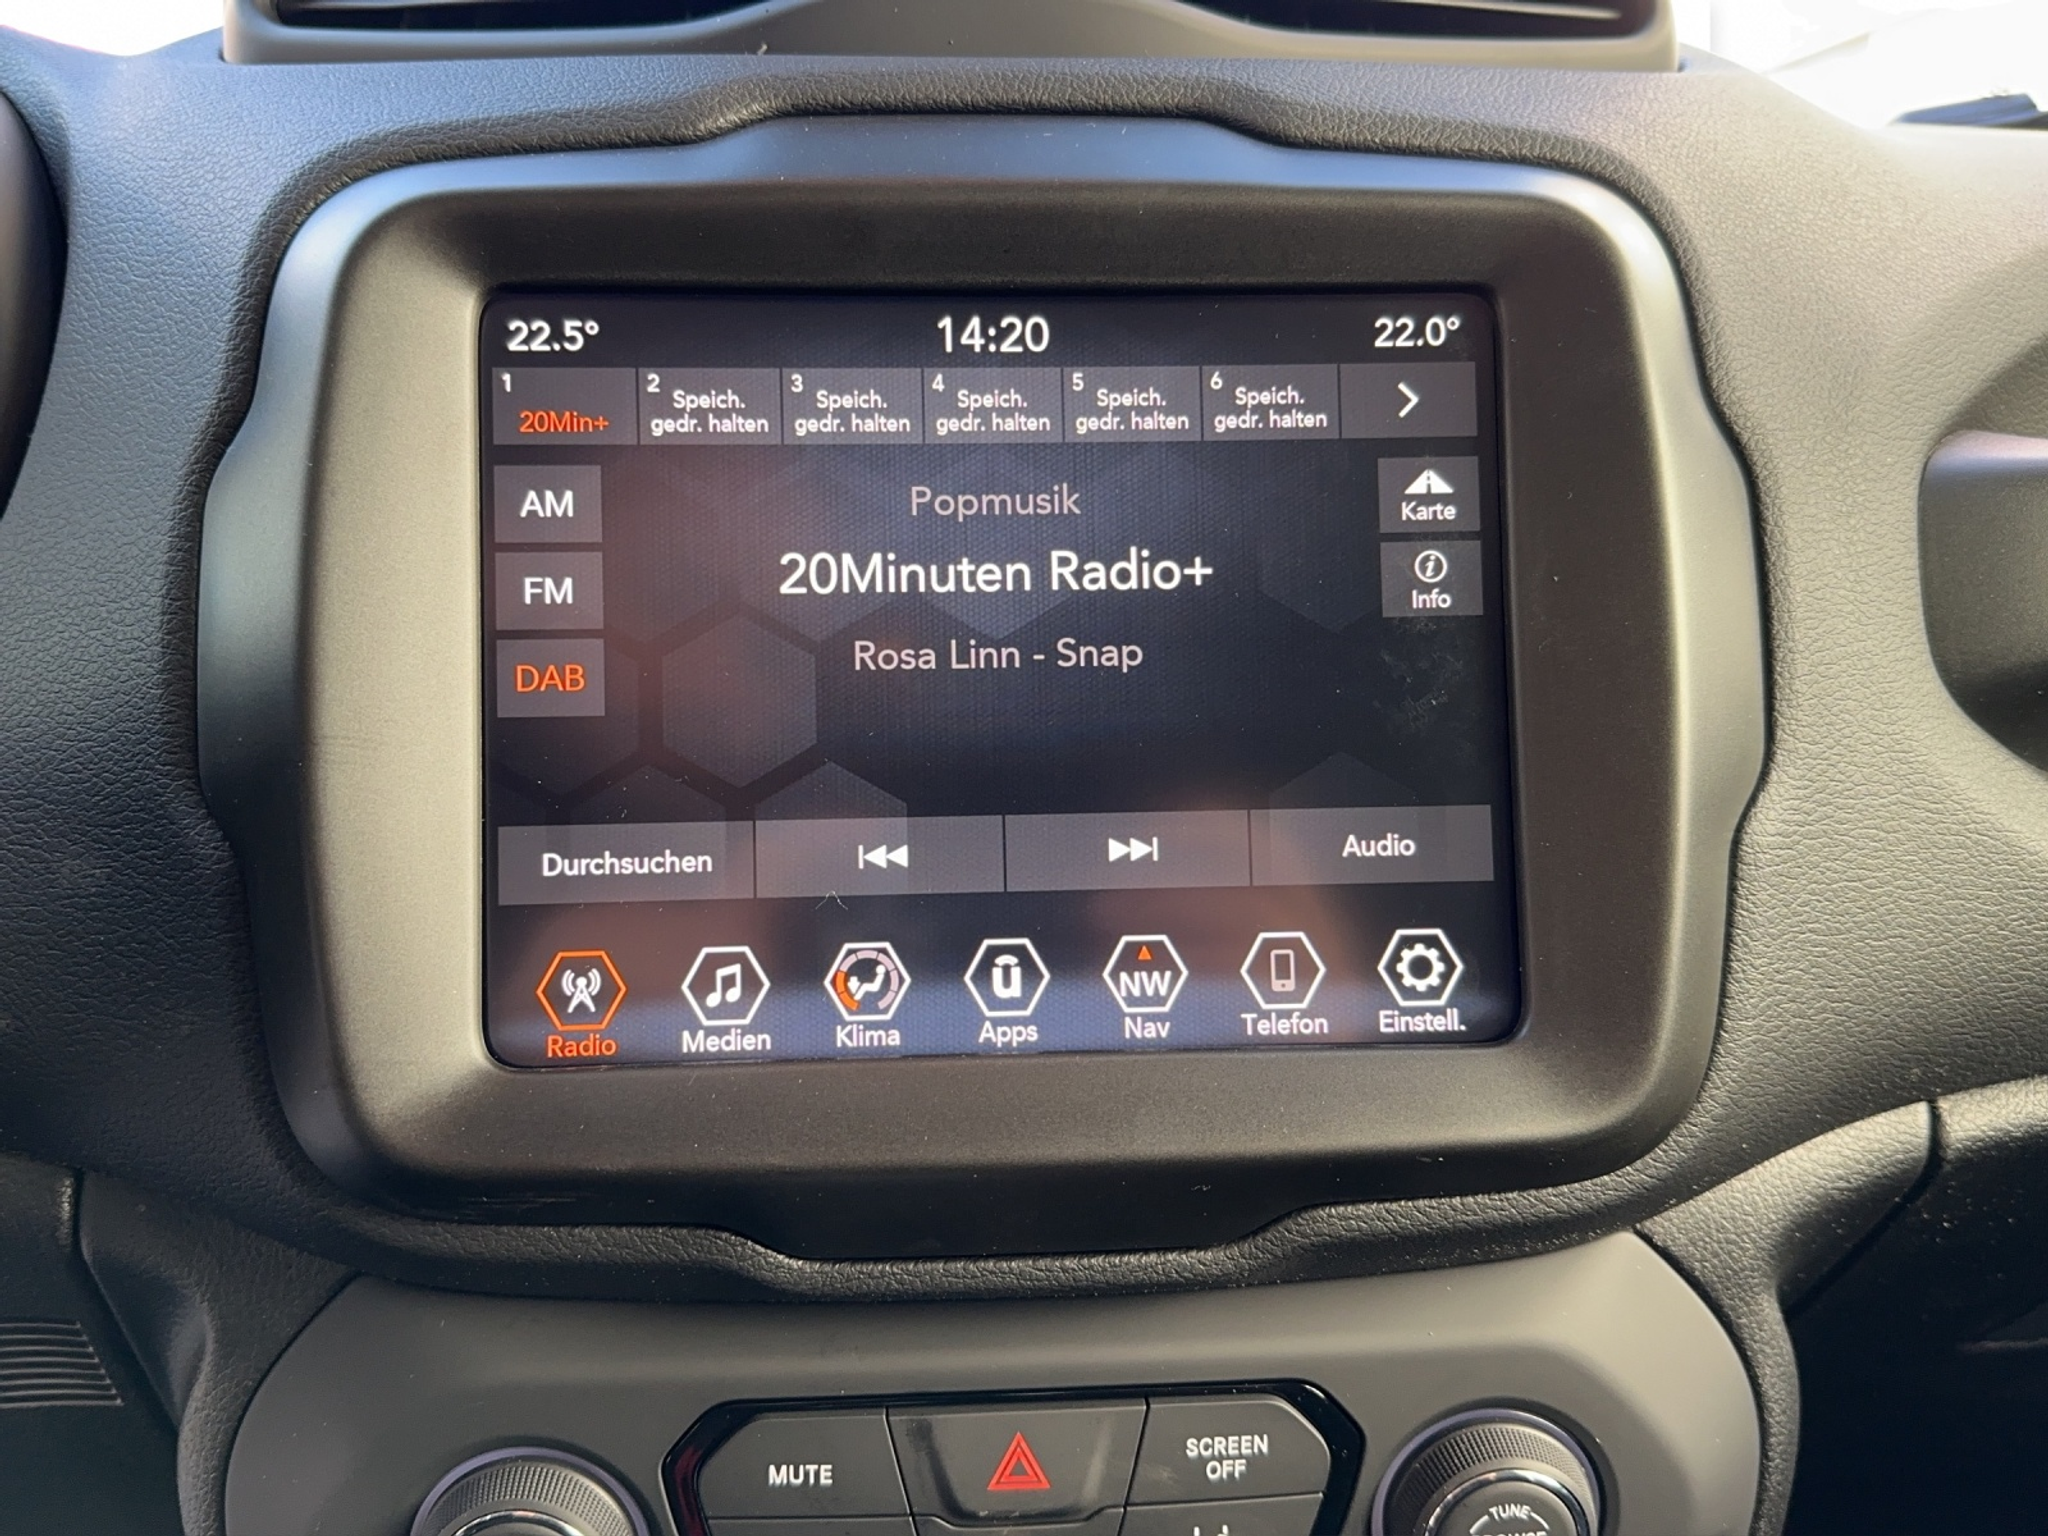 22.5° 14:20 22.0°
1 20Min+
2 Speich. gedr. halten
3 Speich. gedr. halten
4 Speich. gedr. halten
5 Speich. gedr. halten
6 Speich. gedr. halten
AM
Popmusik
Karte
FM
20Minuten Radio+
Info
DAB
Rosa Linn - Snap
Durchsuchen
Audio
NW
Radio Medien Klima Apps Nav Telefon Einstell.
MUTE
SCREEN
OFF
TUNE